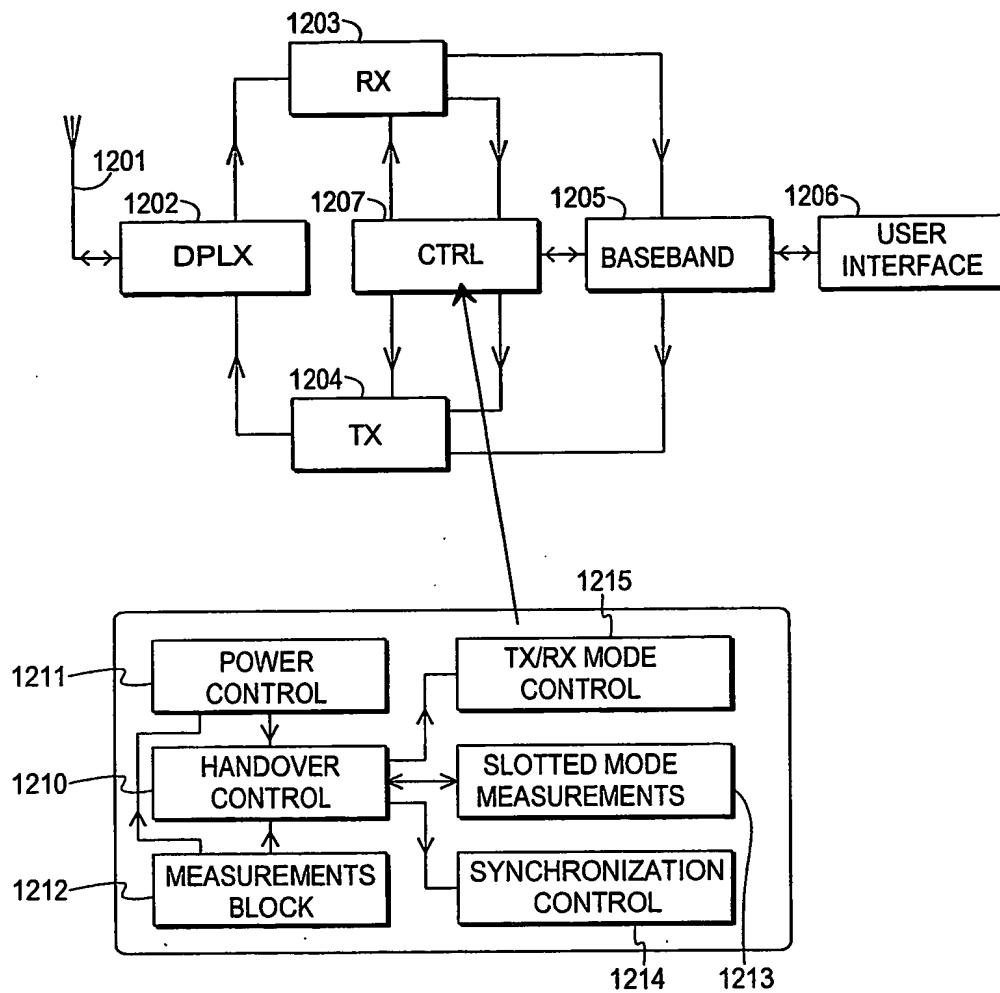 1203
RX
1201
1202
DPLX
1207
CTRL
1205
BASEBAND
1206
USER
INTERFACE
1204
TX
1215
1211
POWER
CONTROL
TX/RX MODE
CONTROL
1210
HANDOVER
CONTROL
SLOTTED MODE
MEASUREMENTS
1212
MEASUREMENTS
BLOCK
SYNCHRONIZATION
CONTROL
1214
1213